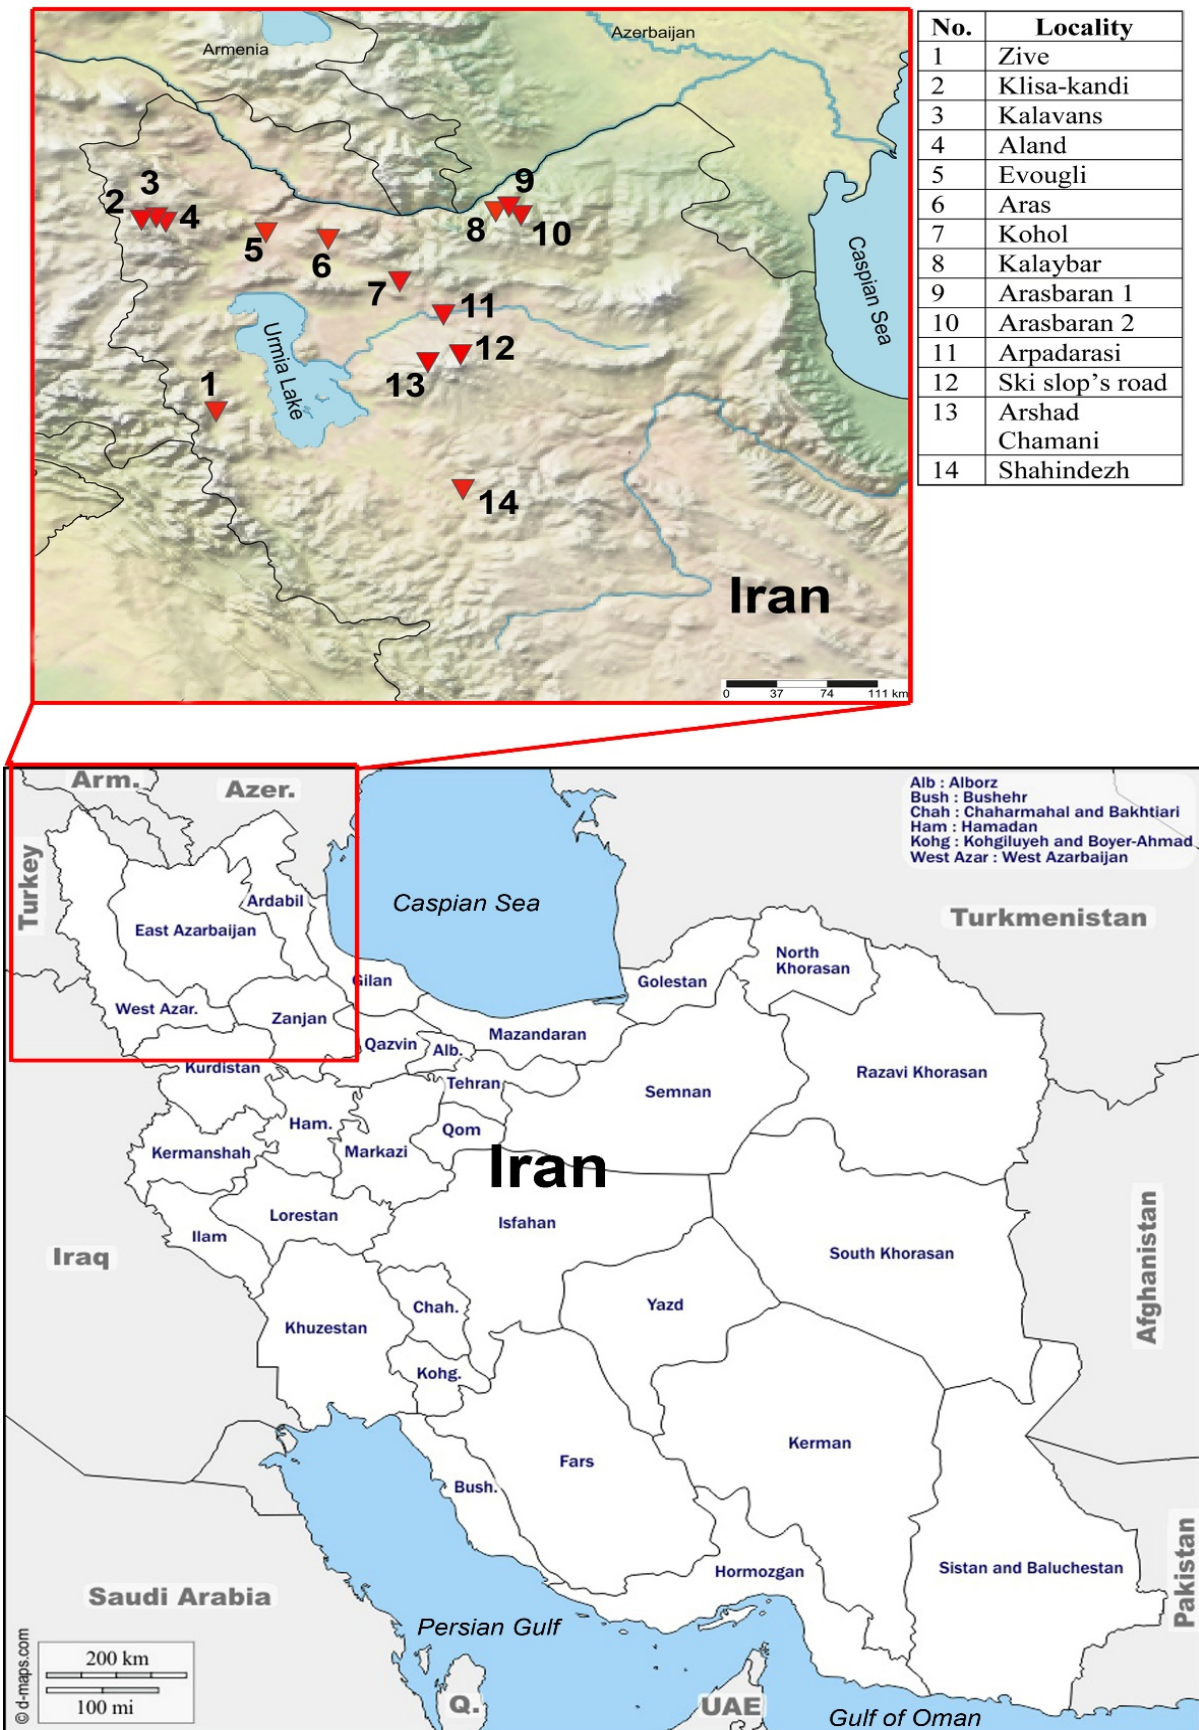 Armenia
Azerbaijan
Caspian Sea
Urmia Lake
1
2
3
4
5
6
7
8
9
10
11
12
13
14
Iran
0 37 74 111 km
No. Locality
1 Zive
2 Klisa-kandi
3 Kalavans
4 Aland
5 Evougli
6 Aras
7 Kohol
8 Kalaybar
9 Arasbaran 1
10 Arasbaran 2
11 Arpadarasi
12 Ski slop's road
13 Arshad
Chamani
14 Shahindezh
Arm.
Azer.
Turkey
Caspian Sea
Alb : Alborz
Bush : Bushehr
Chah : Chaharmahal and Bakhtiari
Ham : Hamadan
Kohg : Kohgiluyeh and Boyer-Ahmad
West Azar : West Azarbaijan
Turkmenistan
Ardabil
East Azarbaijan
West Azar.
Zanjan
Gilan
Golestan
North
Khorasan
Mazandaran
Qazvin
Alb.
Kurdistan
Tehran
Semnan
Razavi Khorasan
Ham.
Qom
Markazi
Kermanshah
Iran
Lorestan
Ilam
Isfahan
Iraq
South Khorasan
Afghanistan
Yazd
Chah.
Khuzestan
Kohg.
Kerman
Fars
Bush.
Hormozgan
Sistan and Baluchestan
Pakistan
Saudi Arabia
Persian Gulf
200 km
100 mi
© d-maps.com
Q.
UAE
Gulf of Oman